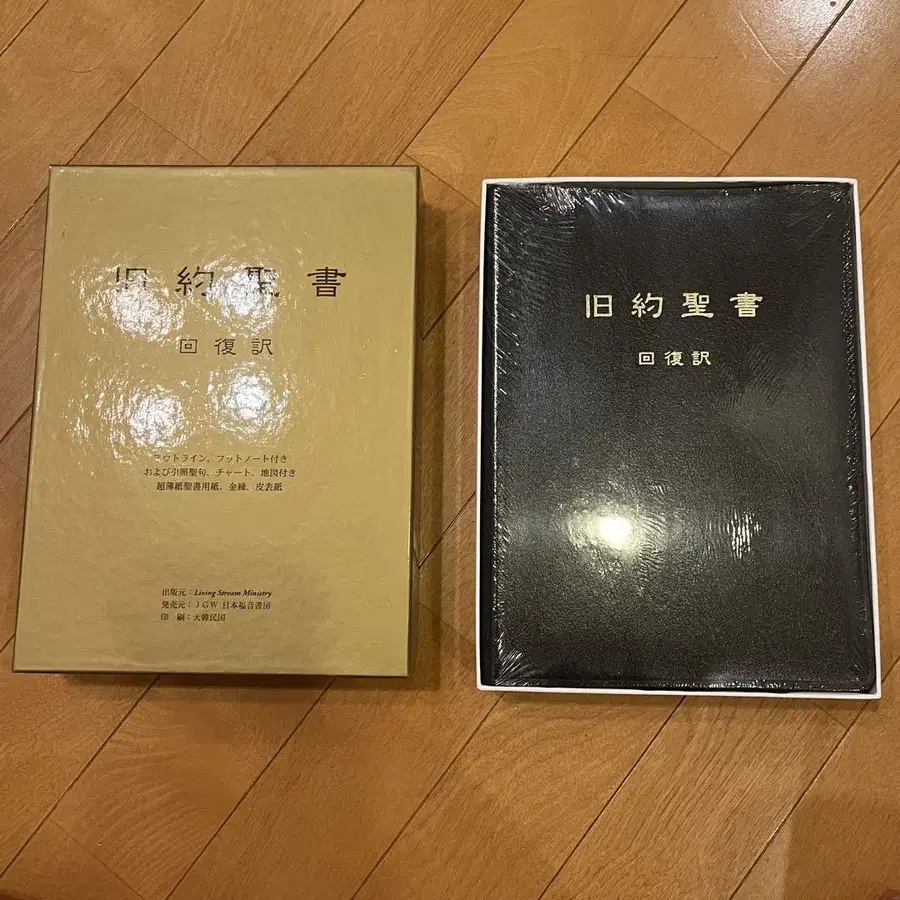 旧約聖書
回復訳
アウトライン、フットノート付き
および引照聖句、チャート、地図付き
超薄紙聖書用紙、金縁、皮表紙
出版元:Living Stream Ministry
発売元:JGW 日本福音書房
印 刷:大韓民国
旧約聖書
回復訳